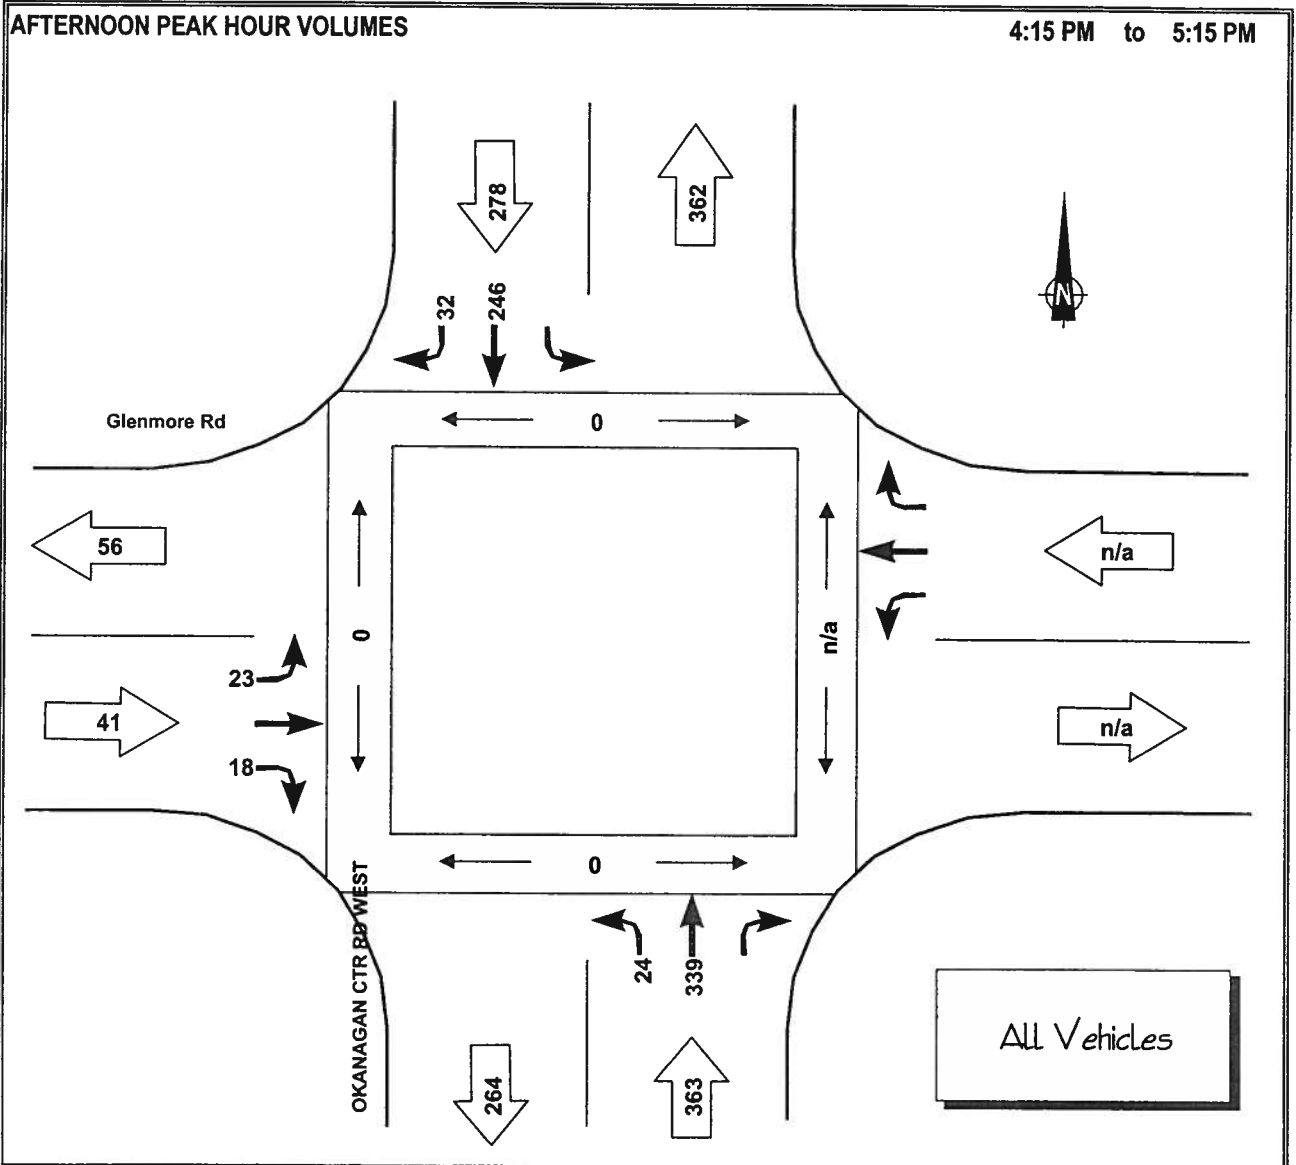 AFTERNOON PEAK HOUR VOLUMES
4:15 PM to 5:15 PM
278
362
32
246
N
Glenmore Rd
0
56
n/a
0
n/a
23
41
n/a
18
0
OKANAGAN CTR RD WEST
24
339
264
363
All Vehicles